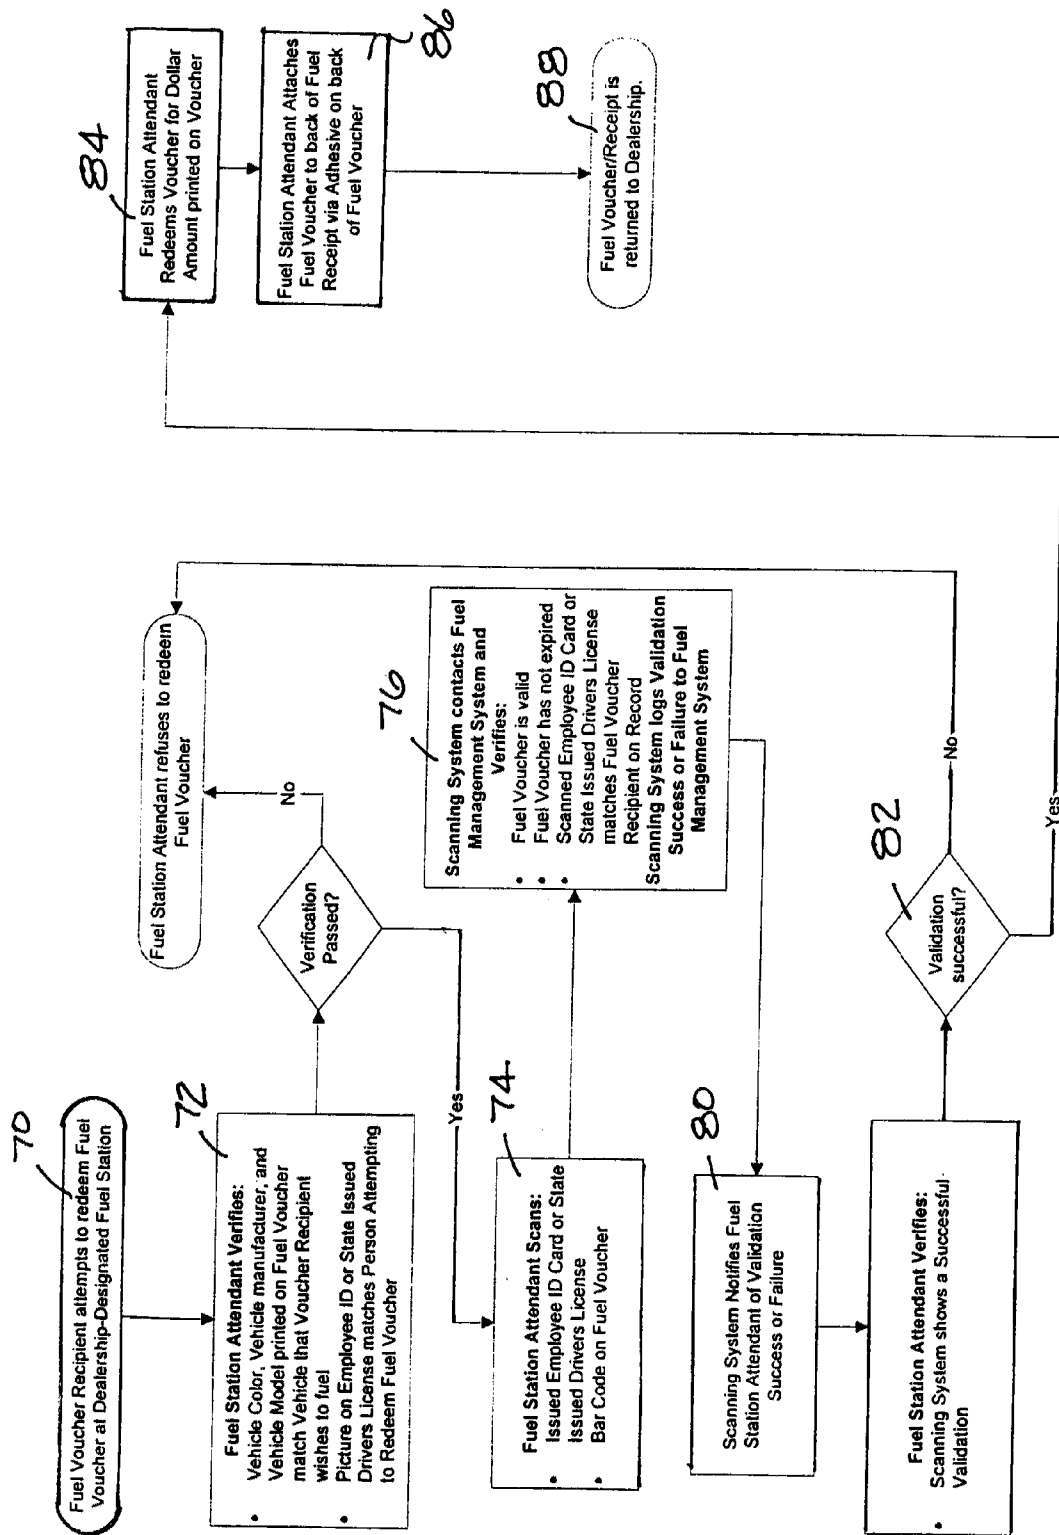 70
Fuel Voucher Recipient attempts to redeem Fuel
Voucher at Dealership-Designated Fuel Station
72
Fuel Station Attendant Verifies:
• Vehicle Color, Vehicle manufacturer, and
Vehicle Model printed on Fuel Voucher
match Vehicle that Voucher Recipient
wishes to fuel
• Picture on Employee ID or State Issued
Drivers License matches Person Attempting
to Redeem Fuel Voucher
Verification
Passed?
No
Fuel Station Attendant refuses to redeem
Fuel Voucher
Yes
74
Fuel Station Attendant Scans:
• Issued Employee ID Card or State
Issued Drivers License
• Bar Code on Fuel Voucher
76
Scanning System contacts Fuel
Management System and
Verifies:
• Fuel Voucher is valid
• Fuel Voucher has not expired
• Scanned Employee ID Card or
State Issued Drivers License
matches Fuel Voucher
Recipient on Record
Scanning System logs Validation
Success or Failure to Fuel
Management System
80
Scanning System Notifies Fuel
Station Attendant of Validation
Success or Failure
Fuel Station Attendant Verifies:
• Scanning System shows a Successful
Validation
82
Validation
successful?
No
Yes
84
Fuel Station Attendant
Redeems Voucher for Dollar
Amount printed on Voucher
86
Fuel Station Attendant Attaches
Fuel Voucher to back of Fuel
Receipt via Adhesive on back
of Fuel Voucher
88
Fuel Voucher/Receipt is
returned to Dealership.